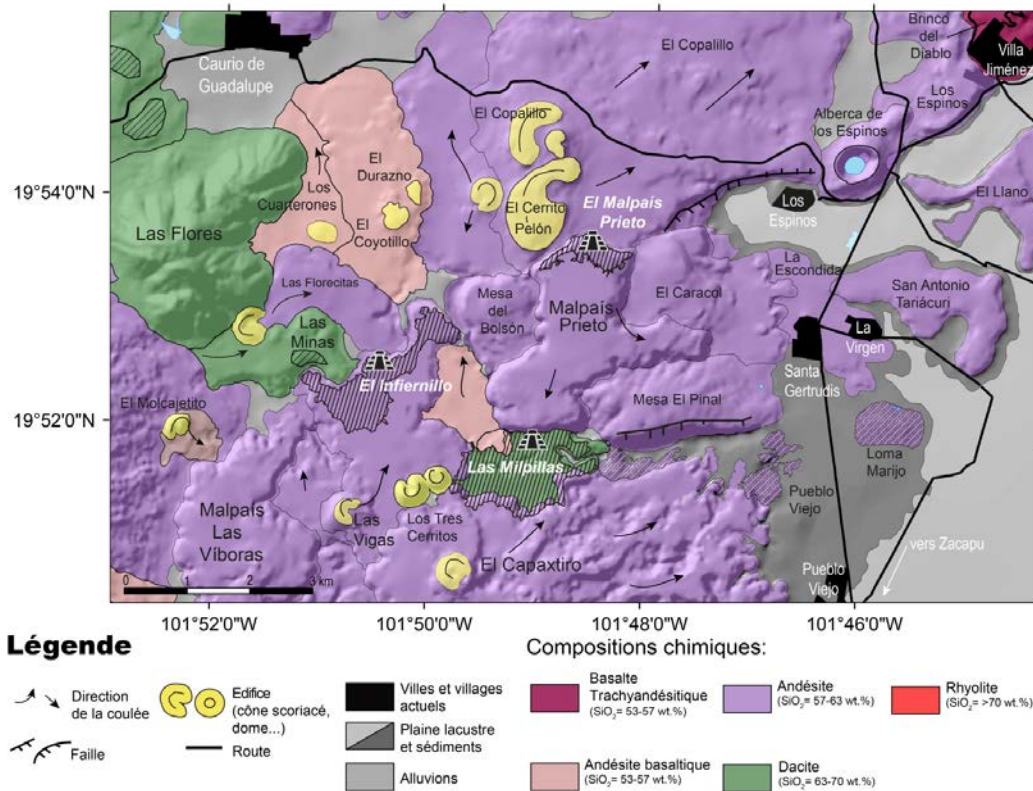 El Copalillo
Brinco
del
Diablo
Villa
Jiménez
Caurio de
Guadalupe
Los
Espinos
El Copalillo
Alberca de
los Espinos
19°54'0"N
El
Durazno
Los
Cuarterones
El Cerrito
Pelón
El Malpaís
Prieto
Los
Espinos
El Llano
Las Flores
El
Coyotillo
La
Escondida
Las Florecitas
Mesa
del
Bolsón
Malpaís
Prieto
El Caracol
San Antonio
Tariácuri
Las
Minas
La
Virgen
El Infiernillo
Santa
Gertrudis
El Molcajetito
Mesa El Pinal
19°52'0"N
Las Milpillas
Loma
Marijo
Pueblo
Viejo
Malpaís
Las
Víboras
Las
Vigas
Los Tres
Cerritos
El Capaxtiro
vers Zacapu
Pueblo
Viejo
0 1 2 3 km
101°52'0"W 101°50'0"W 101°48'0"W 101°46'0"W
Légende
Direction
de la coulée
Faille
Edifice
(cône scoriacé,
dome...)
Route
Villes et villages
actuels
Plaine lacustre
et sédiments
Alluvions
Compositions chimiques:
Basalte
Trachyandésitique
(SiO₂= 53-57 wt.%)
Andésite
(SiO₂= 57-63 wt.%)
Rhyolite
(SiO₂= >70 wt.%)
Andésite basaltique
(SiO₂= 53-57 wt.%)
Dacite
(SiO₂= 63-70 wt.%)